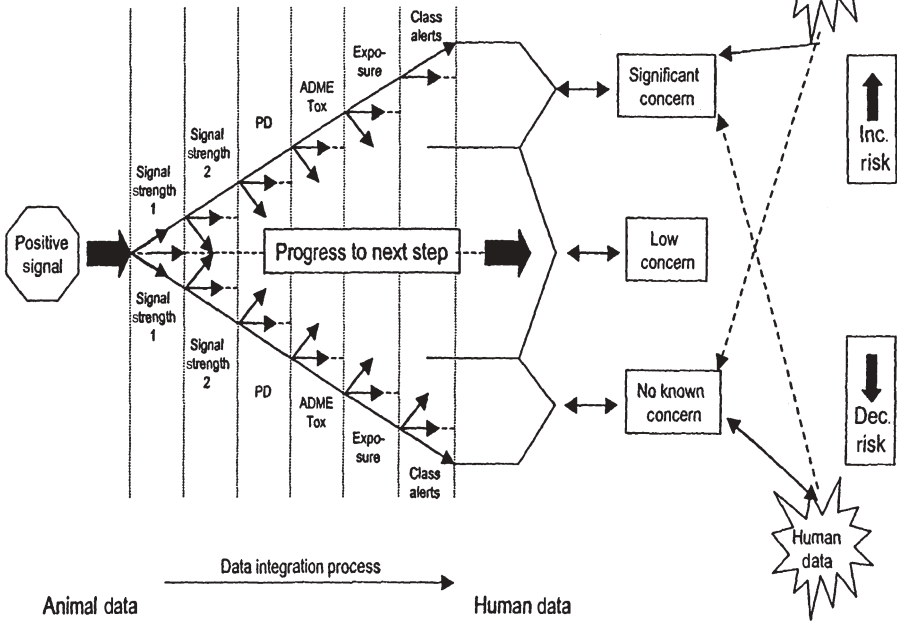 Class
alerts
Expo-
sure
ADME
Tox
PD
Signal
strength
2
Signal
strength
1
Positive
signal
Progress to next step
Signal
strength
1
Signal
strength
2
PD
ADME
Tox
Expo-
sure
Class
alerts
Significant
concern
Low
concern
No known
concern
Inc.
risk
Dec.
risk
Human
data
Data integration process
Animal data
Human data